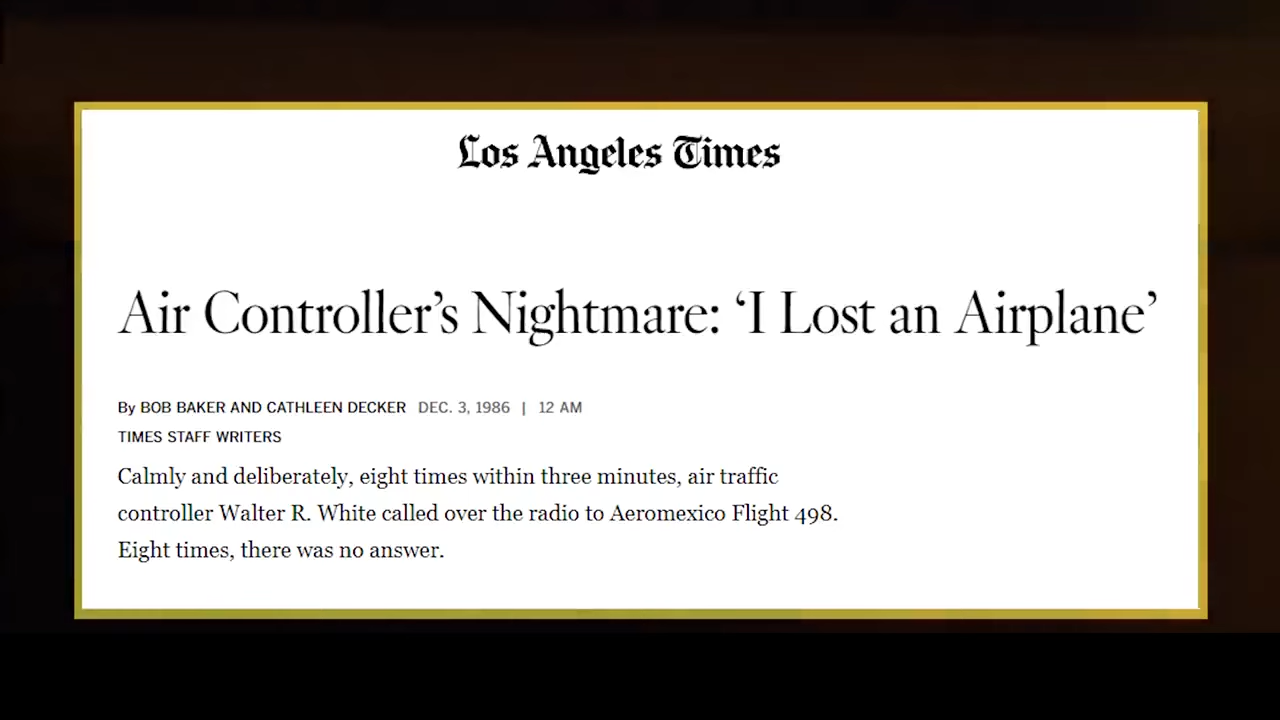 Los Angeles Times
Air Controller’s Nightmare: ‘I Lost an Airplane’
By BOB BAKER AND CATHLEEN DECKER DEC. 3, 1986 | 12 AM
TIMES STAFF WRITERS
Calmly and deliberately, eight times within three minutes, air traffic
controller Walter R. White called over the radio to Aeromexico Flight 498.
Eight times, there was no answer.